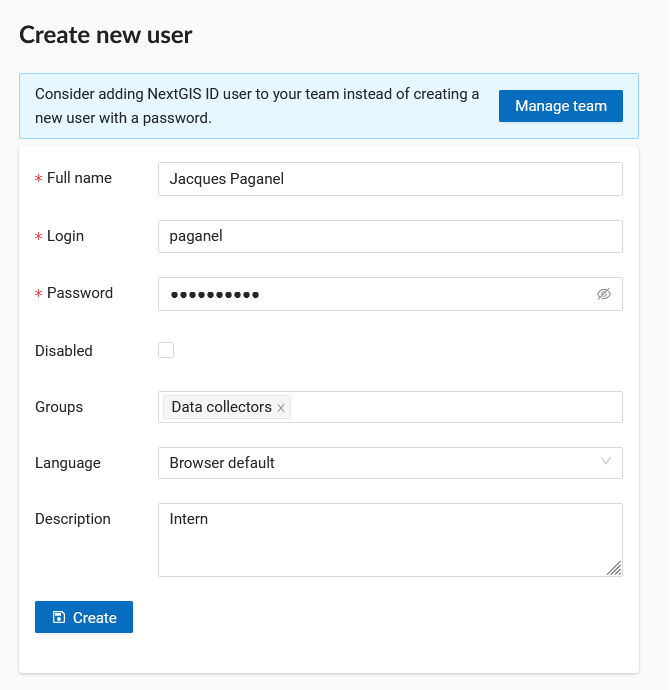 Create new user
Consider adding NextGIS ID user to your team instead of creating a
new user with a password.
Manage team
* Full name
Jacques Paganel
* Login
paganel
* Password
••••••••••
Disabled
Groups
Data collectors x
Language
Browser default
Description
Intern
Create